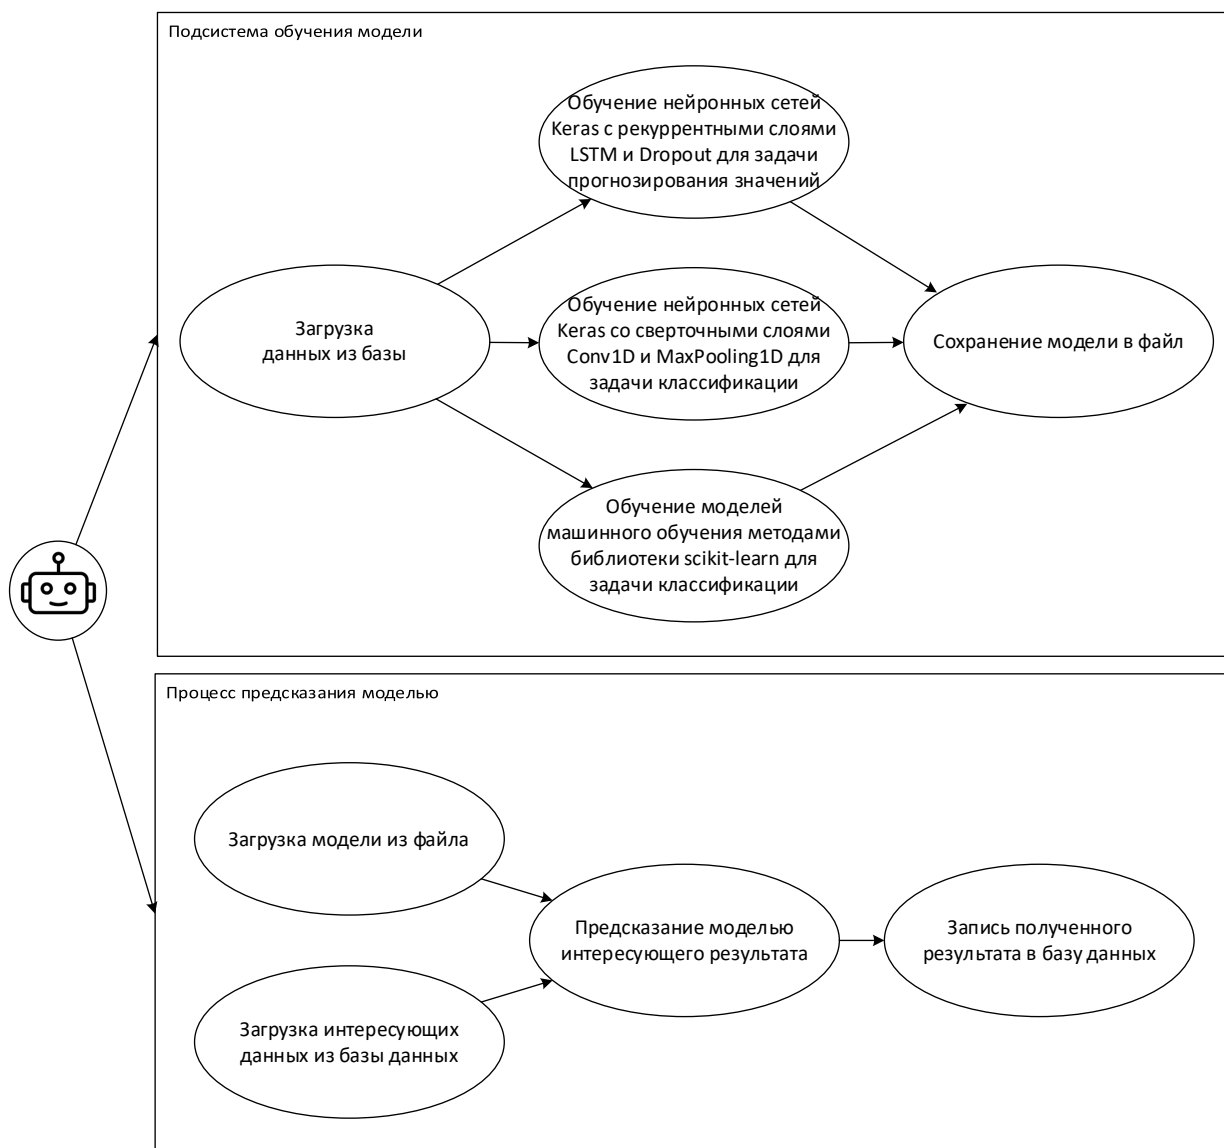 Подсистема обучения модели
Обучение нейронных сетей
Keras с рекуррентными слоями
LSTM и Dropout для задачи
прогнозирования значений
Загрузка
данных из базы
Обучение нейронных сетей
Keras со сверточными слоями
Conv1D и MaxPooling1D для
задачи классификации
Сохранение модели в файл
Обучение моделей
машинного обучения методами
библиотеки scikit-learn для
задачи классификации
Процесс предсказания моделью
Загрузка модели из файла
Предсказание моделью
интересующего результата
Запись полученного
результата в базу данных
Загрузка интересующих
данных из базы данных